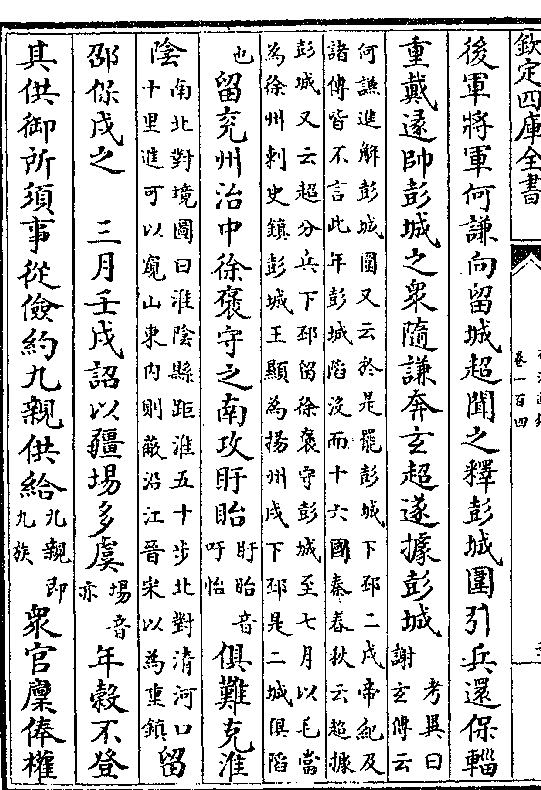 欽定四庫全書
卷一百四
後軍將軍何謙向留城超聞之釋彭城圍引兵還保輜
重戴遂帥彭城之衆隨謙奔玄超遂據彭城
考異曰
謝玄傳云
何謙進解彭城圍又云於是罷彭城下邳二戍帝紀及
諸傳皆不言此年彭城陷没而十六國秦春秋云超據
彭城又云超分兵下邳留徐褒守彭城至七月以毛當
為徐州刺史鎮彭城王顯為揚州戍下邳是二城俱陷
也
留兖州治中徐褒守之南攻盱眙
盱眙音
吁怡
俱難克淮
陰
南北對境圖曰淮陰縣距淮五十步北對清河口
十里進可以窺山東内則蔽沿江晉宋以為重鎮
留
邵保戍之　三月壬戌詔以疆埸多虞
埸音
亦
年穀不登
其供御所須事從儉約九親供給
九親即
九族
衆官廩俸權